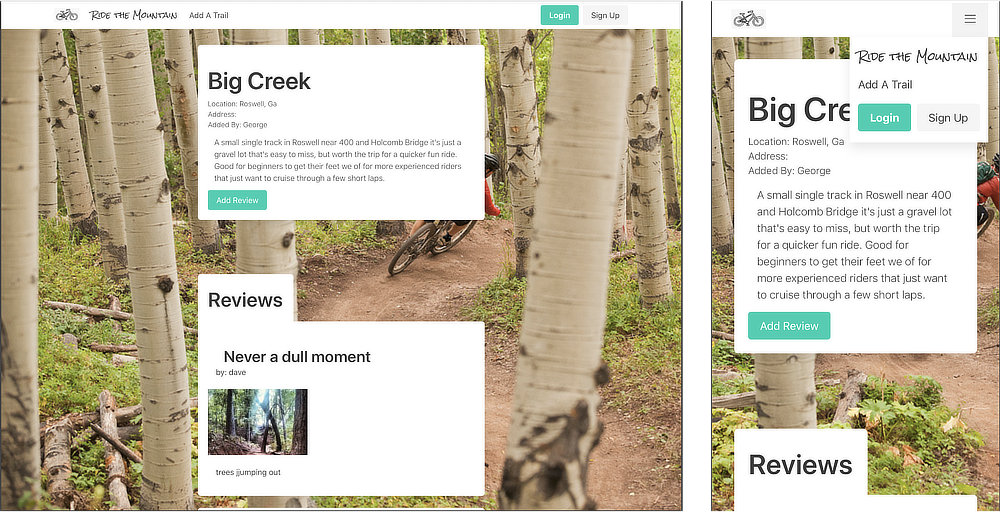 Ride the Mountain Add A Trail Login Sign Up
Big Creek
Location: Roswell, Ga
Address:
Added By: George
A small single track in Roswell near 400 and Holcomb Bridge it's just a
gravel lot that's easy to miss, but worth the trip for a quicker fun ride.
Good for beginners to get their feet we of for more experienced riders
that just want to cruise through a few short laps.
Add Review
Reviews
Never a dull moment
by: dave
trees jjumping out
Ride the Mountain
Add A Trail
Login Sign Up
Big Cre
Location: Roswell, Ga
Address:
Added By: George
A small single track in Roswell near 400
and Holcomb Bridge it's just a gravel lot
that's easy to miss, but worth the trip
for a quicker fun ride. Good for
beginners to get their feet we of for
more experienced riders that just want
to cruise through a few short laps.
Add Review
Reviews